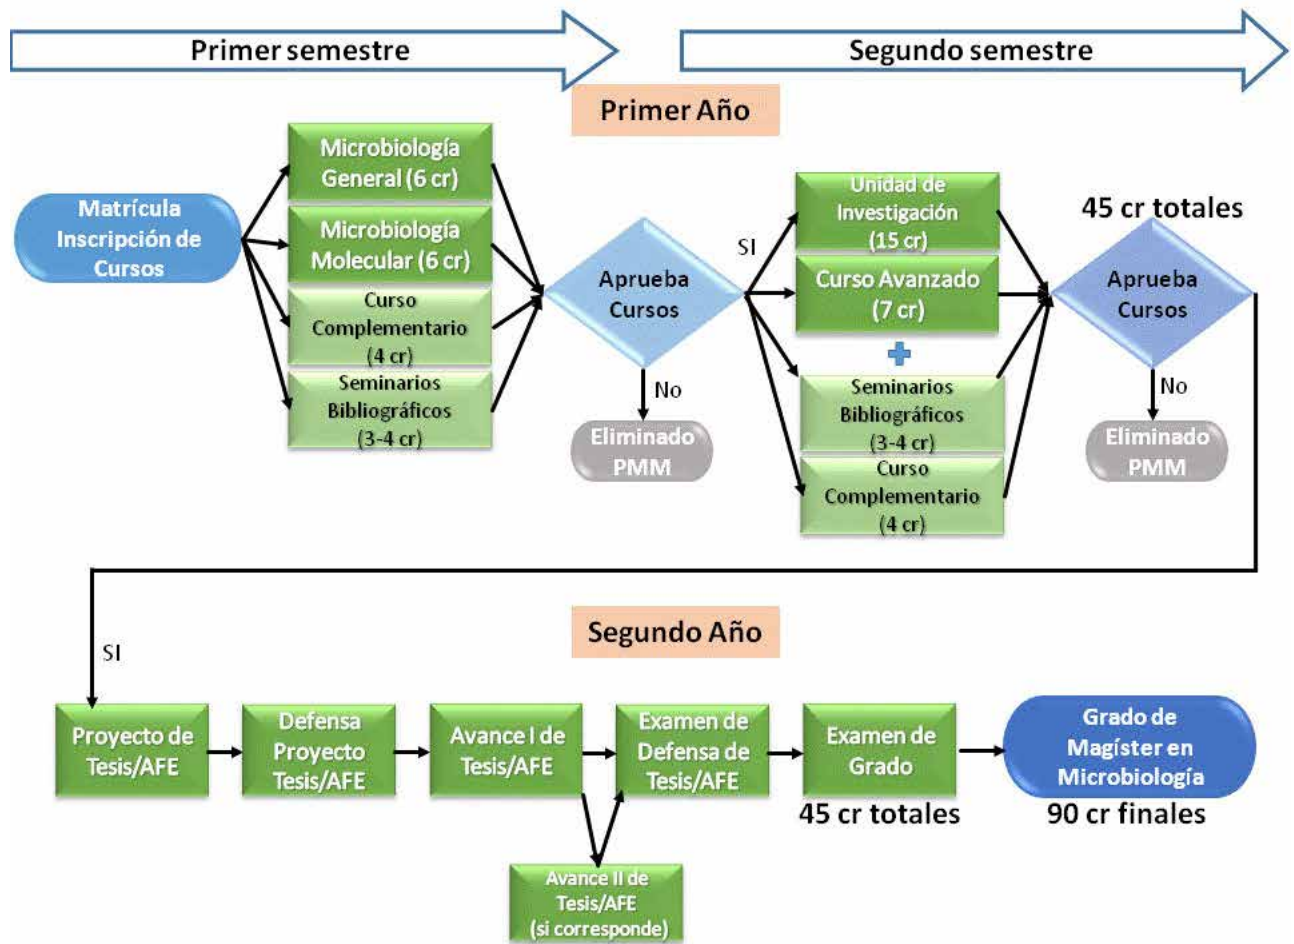 Primer semestre
Segundo semestre
Primer Año
Matrícula
Inscripción de
Cursos
Microbiología
General (6 cr)
Microbiología
Molecular (6 cr)
Curso
Complementario
(4 cr)
Seminarios
Bibliográficos
(3-4 cr)
Aprueba
Cursos
No
Eliminado
PMM
SI
Unidad de
Investigación
(15 cr)
Curso Avanzado
(7 cr)
Seminarios
Bibliográficos
(3-4 cr)
Curso
Complementario
(4 cr)
45 cr totales
Aprueba
Cursos
No
Eliminado
PMM
Segundo Año
SI
Proyecto de
Tesis/AFE
Defensa
Proyecto
Tesis/AFE
Avance I de
Tesis/AFE
Avance II de
Tesis/AFE
(si corresponde)
Examen de
Defensa de
Tesis/AFE
Examen de
Grado
45 cr totales
Grado de
Magíster en
Microbiología
90 cr finales